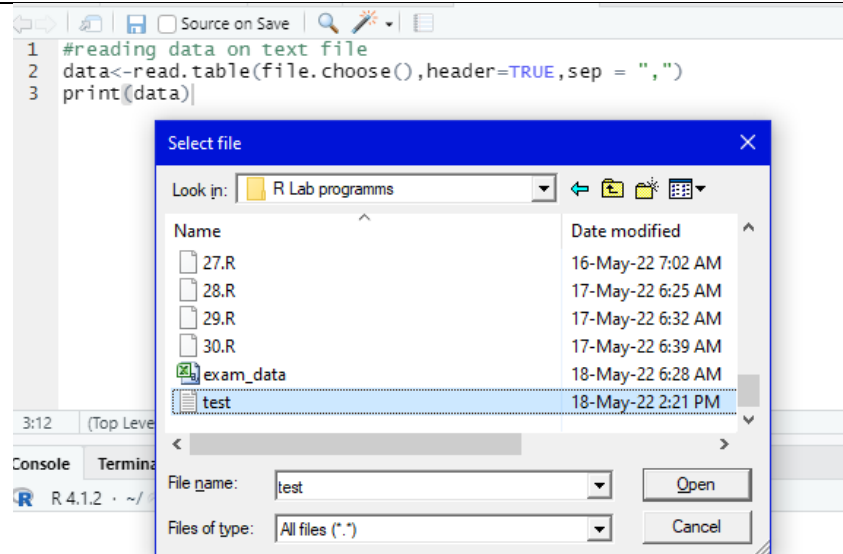 Source on Save
1 #reading data on text file
2 data<-read.table(file.choose(),header=TRUE,sep = ",")
3 print(data)
Select file
Look in: R Lab programms
Name Date modified
27.R 16-May-22 7:02 AM
28.R 17-May-22 6:25 AM
29.R 17-May-22 6:32 AM
30.R 17-May-22 6:39 AM
exam_data 18-May-22 6:28 AM
test 18-May-22 2:21 PM
3:12 (Top Leve
Console Termina
File name: test Open
R R 4.1.2 · ~/
Files of type: All files (*.*) Cancel